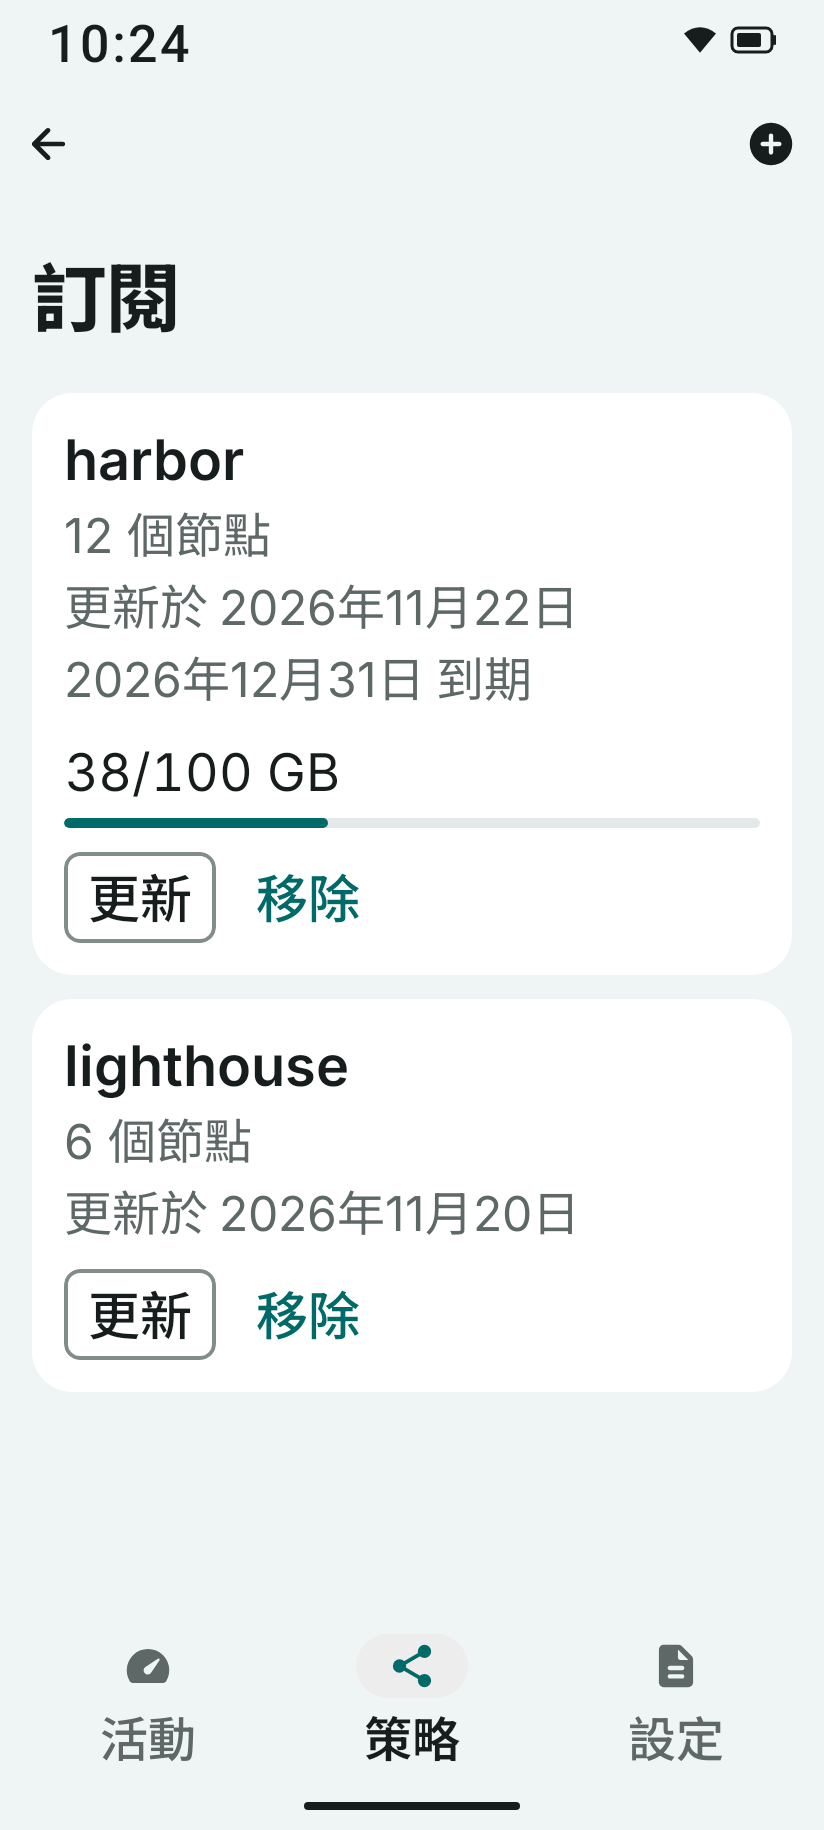 10:24
訂閱
harbor
12 個節點
更新於 2026年11月22日
2026年12月31日 到期
38/100 GB
更新
移除
lighthouse
6 個節點
更新於 2026年11月20日
更新
移除
活動
策略
設定